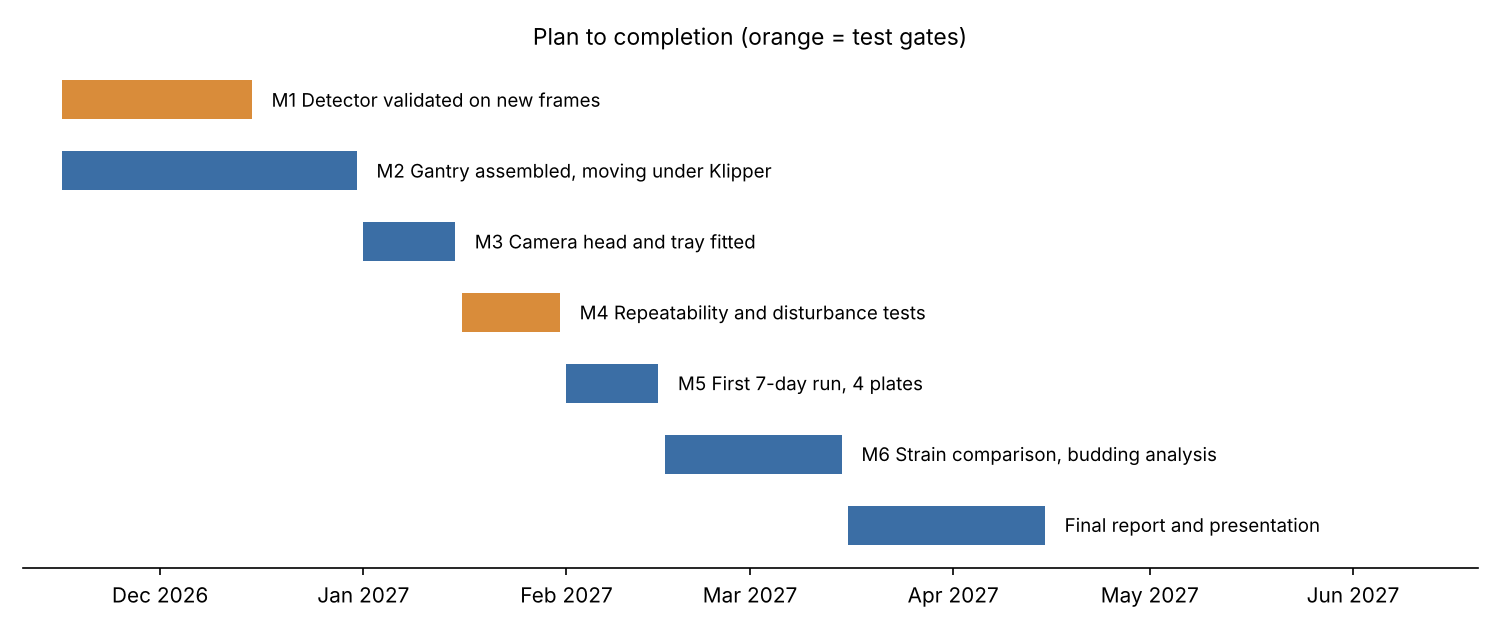 Plan to completion (orange = test gates)
M1 Detector validated on new frames
M2 Gantry assembled, moving under Klipper
M3 Camera head and tray fitted
M4 Repeatability and disturbance tests
M5 First 7-day run, 4 plates
M6 Strain comparison, budding analysis
Final report and presentation
Dec 2026 Jan 2027 Feb 2027 Mar 2027 Apr 2027 May 2027 Jun 2027